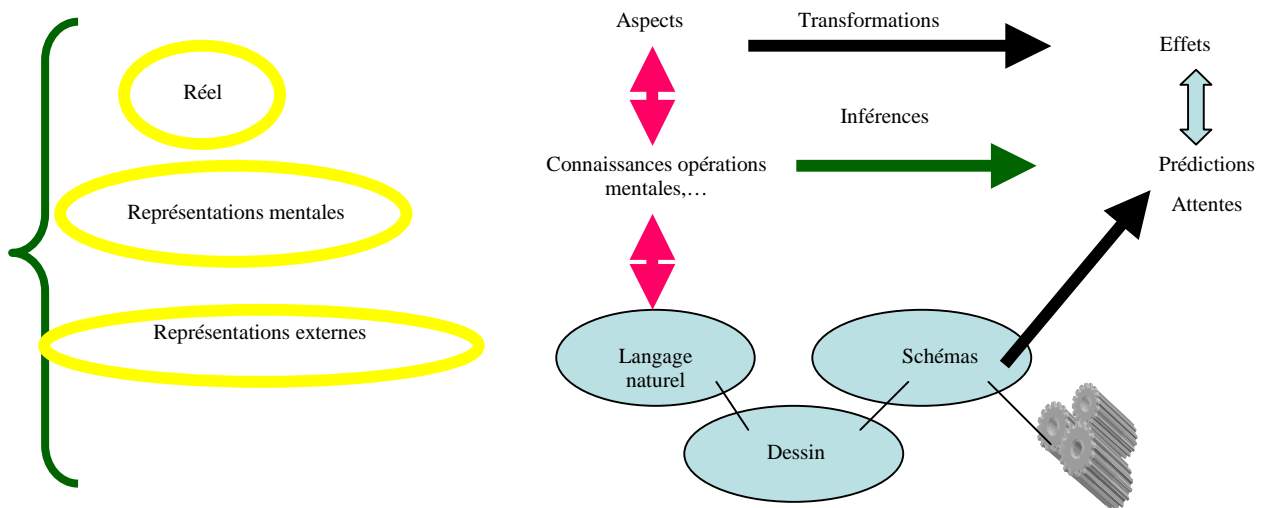 Réel
Représentations mentales
Représentations externes
Aspects
Transformations
Effets
Inférences
Connaissances opérations
mentales,…
Prédictions
Attentes
Langage
naturel
Schémas
Dessin